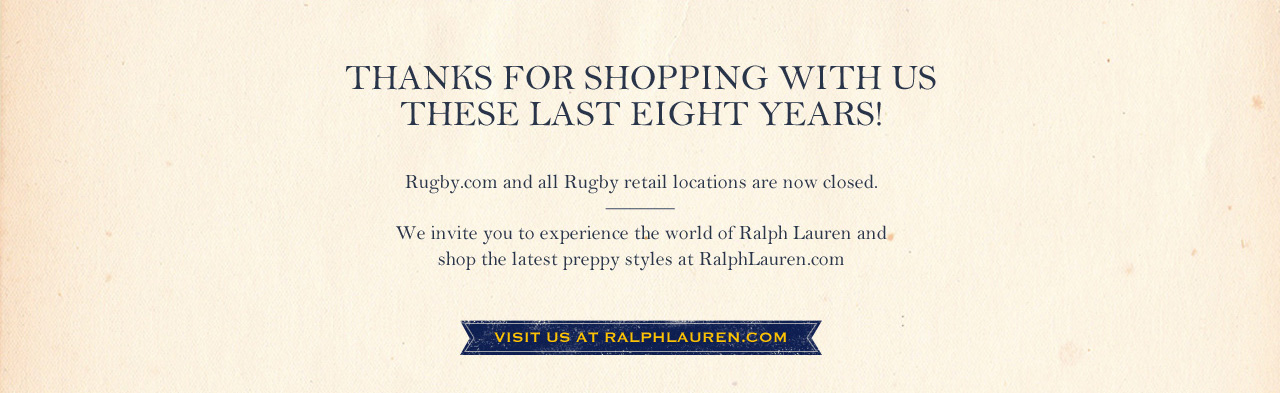 THANKS FOR SHOPPING WITH US
THESE LAST EIGHT YEARS!
Rugby.com and all Rugby retail locations are now closed.
We invite you to experience the world of Ralph Lauren and
shop the latest preppy styles at RalphLauren.com
VISIT US AT RALPHLAUREN.COM